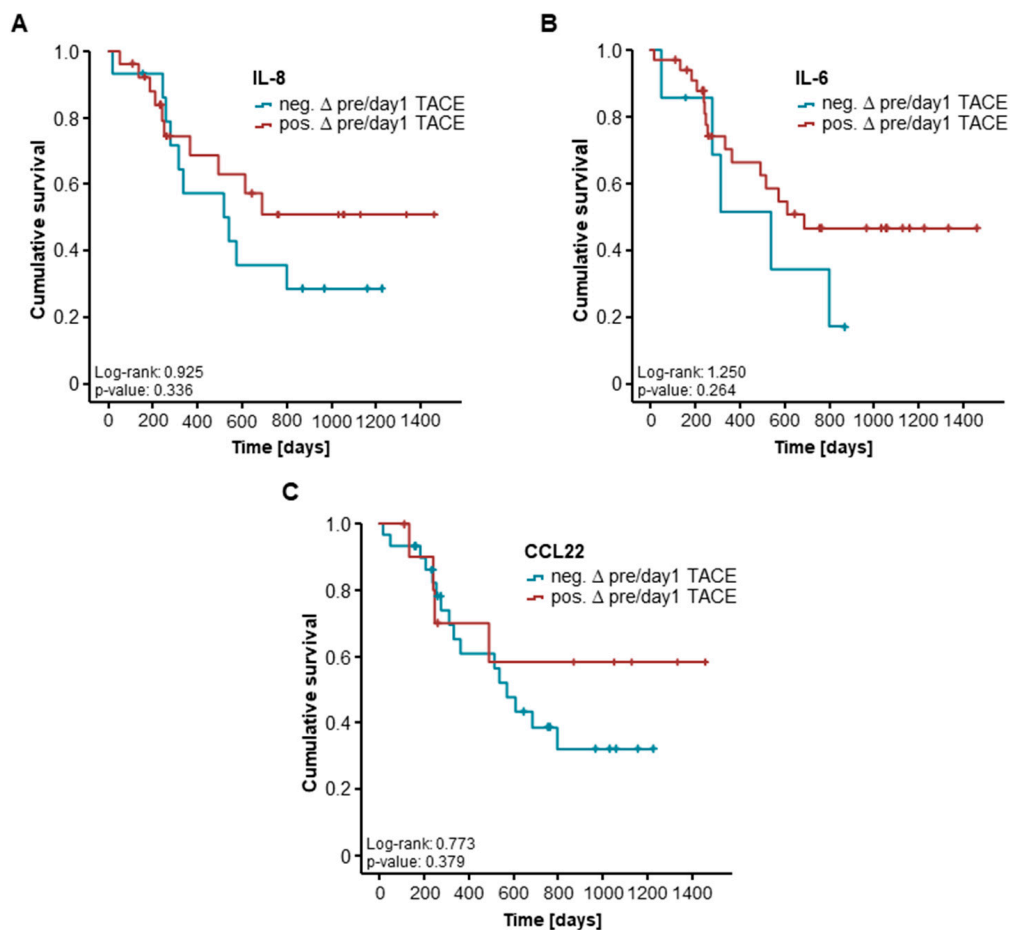 A
IL-8
neg. Δ pre/day1 TACE
pos. Δ pre/day1 TACE
Cumulative survival
1.0
0.8
0.6
0.4
0.2
0
Log-rank: 0.925
p-value: 0.336
0 200 400 600 800 1000 1200 1400
Time [days]
B
IL-6
neg. Δ pre/day1 TACE
pos. Δ pre/day1 TACE
Cumulative survival
1.0
0.8
0.6
0.4
0.2
0
Log-rank: 1.250
p-value: 0.264
0 200 400 600 800 1000 1200 1400
Time [days]
C
CCL22
neg. Δ pre/day1 TACE
pos. Δ pre/day1 TACE
Cumulative survival
1.0
0.8
0.6
0.4
0.2
0
Log-rank: 0.773
p-value: 0.379
0 200 400 600 800 1000 1200 1400
Time [days]